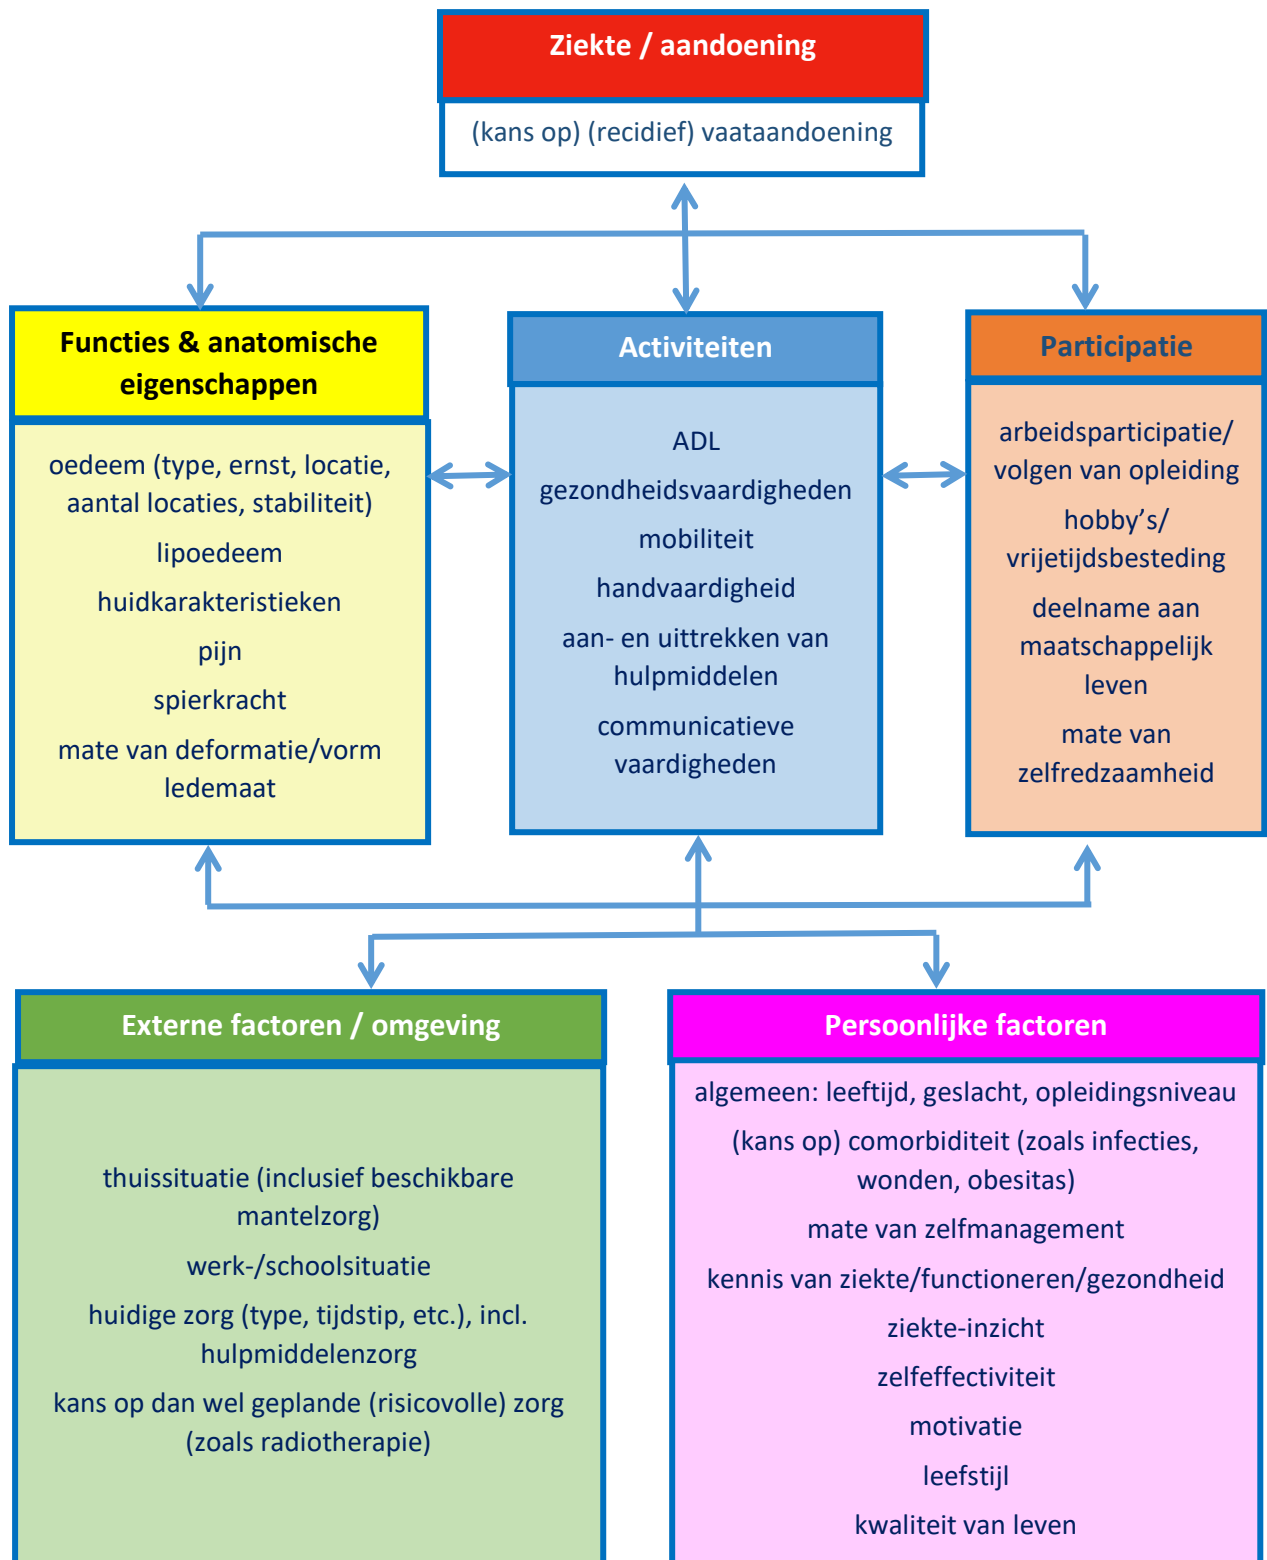 Ziekte / aandoening
(kans op) (recidief) vaataandoening
Functies & anatomische
eigenschappen
oedeem (type, ernst, locatie,
aantal locaties, stabiliteit)
lipoedeem
huidkarakteristieken
pijn
spierkracht
mate van deformatie/vorm
ledemaat
Activiteiten
ADL
gezondheidsvaardigheden
mobiliteit
handvaardigheid
aan- en uittrekken van
hulpmiddelen
communicatieve
vaardigheden
Participatie
arbeidsparticipatie/
volgen van opleiding
hobby’s/
vrijetijdsbesteding
deelname aan
maatschappelijk
leven
mate van
zelfredzaamheid
Externe factoren / omgeving
thuissituatie (inclusief beschikbare
mantelzorg)
werk-/schoolsituatie
huidige zorg (type, tijdstip, etc.), incl.
hulpmiddelenzorg
kans op dan wel geplande (risicovolle) zorg
(zoals radiotherapie)
Persoonlijke factoren
algemeen: leeftijd, geslacht, opleidingsniveau
(kans op) comorbiditeit (zoals infecties,
wonden, obesitas)
mate van zelfmanagement
kennis van ziekte/functioneren/gezondheid
ziekte-inzicht
zelfeffectiviteit
motivatie
leefstijl
kwaliteit van leven